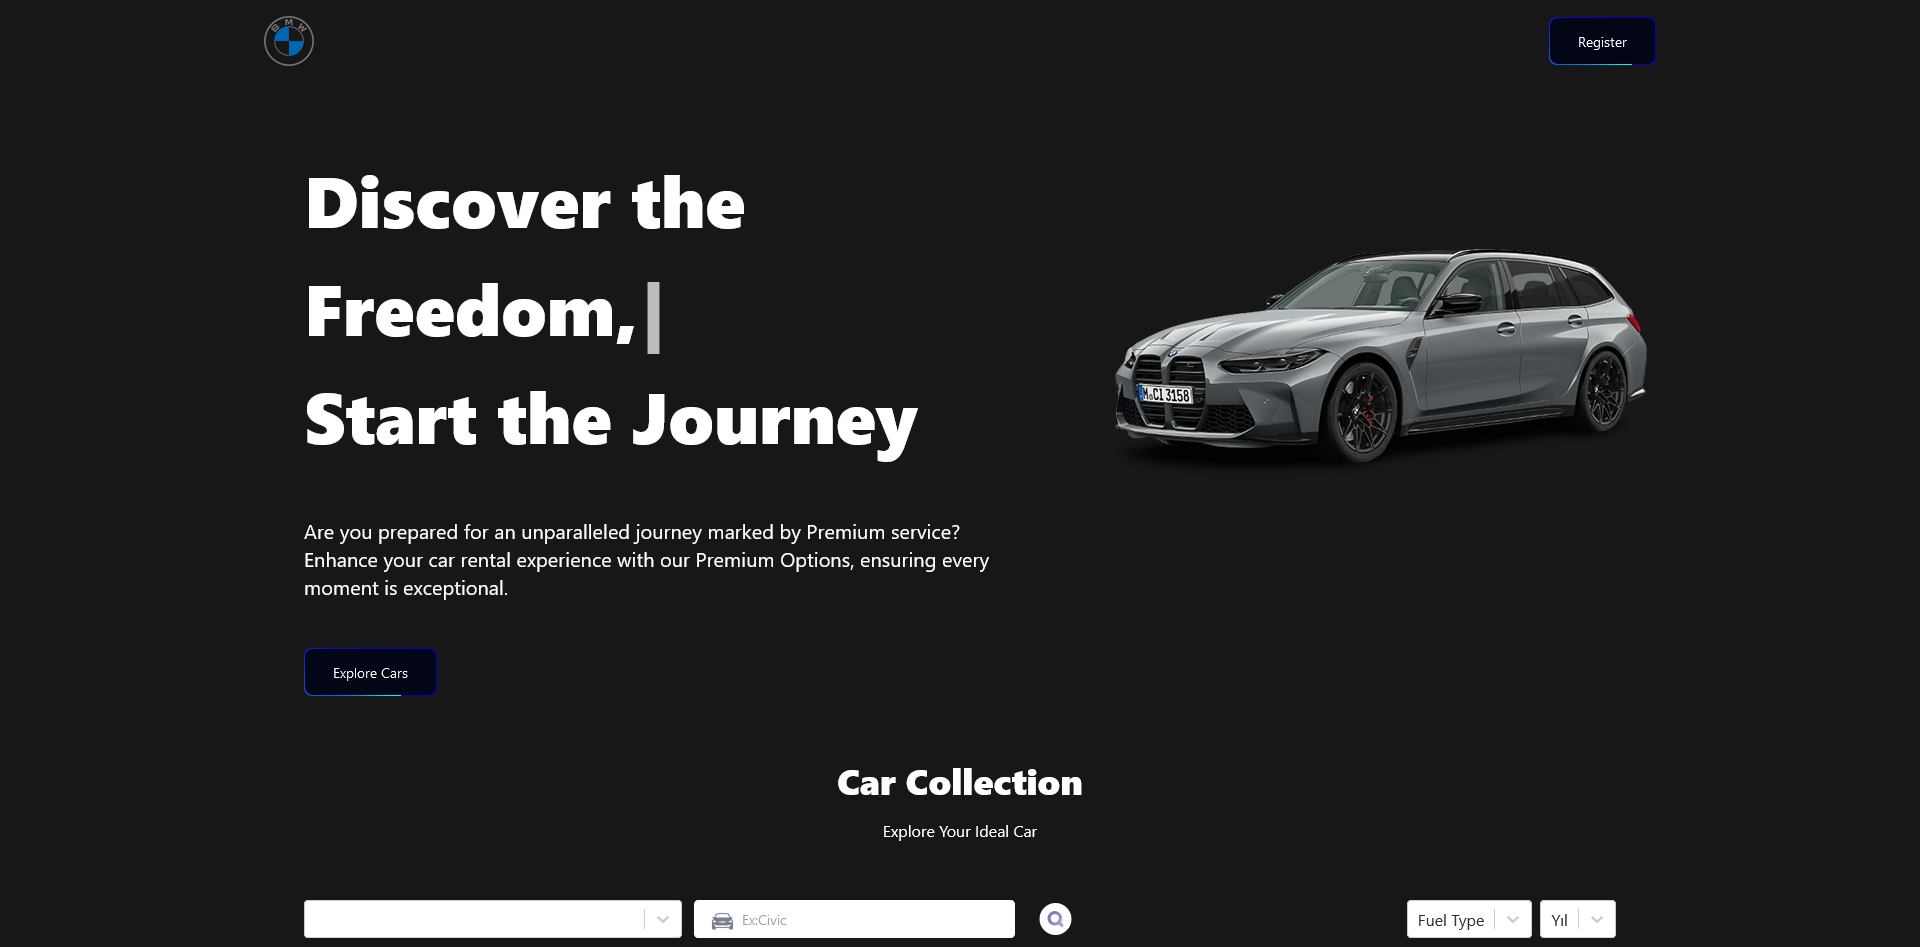 BMW
Register
Discover the
Freedom,
Start the Journey
M CI 3158
Are you prepared for an unparalleled journey marked by Premium service?
Enhance your car rental experience with our Premium Options, ensuring every
moment is exceptional.
Explore Cars
Car Collection
Explore Your Ideal Car
Ex:Civic
Fuel Type
Yıl